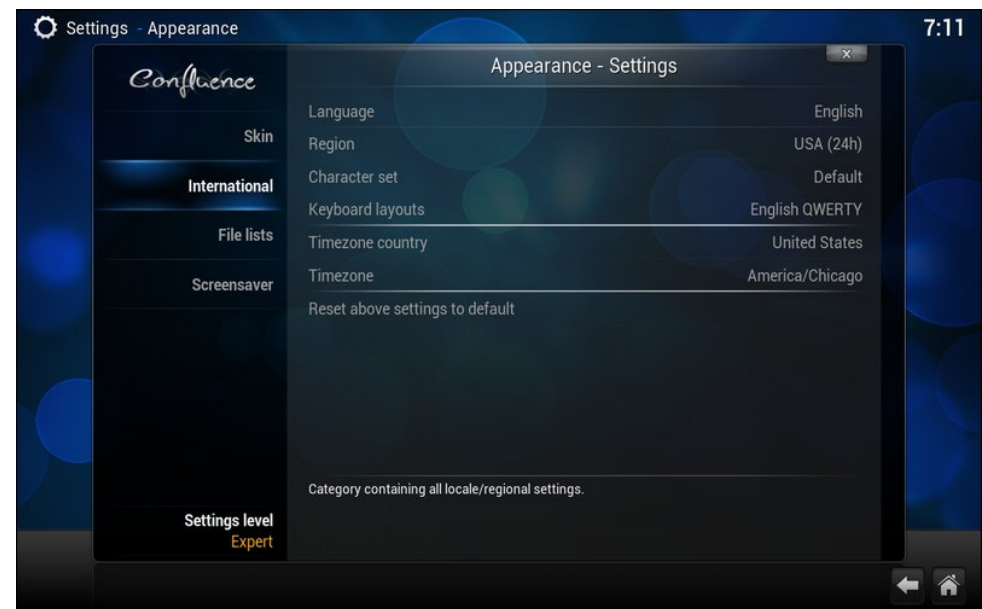 Settings - Appearance
7:11
Confluence
Appearance - Settings
x
Skin
International
File lists
Screensaver
Settings level
Expert
Language English
Region USA (24h)
Character set Default
Keyboard layouts English QWERTY
Timezone country United States
Timezone America/Chicago
Reset above settings to default
Category containing all locale/regional settings.